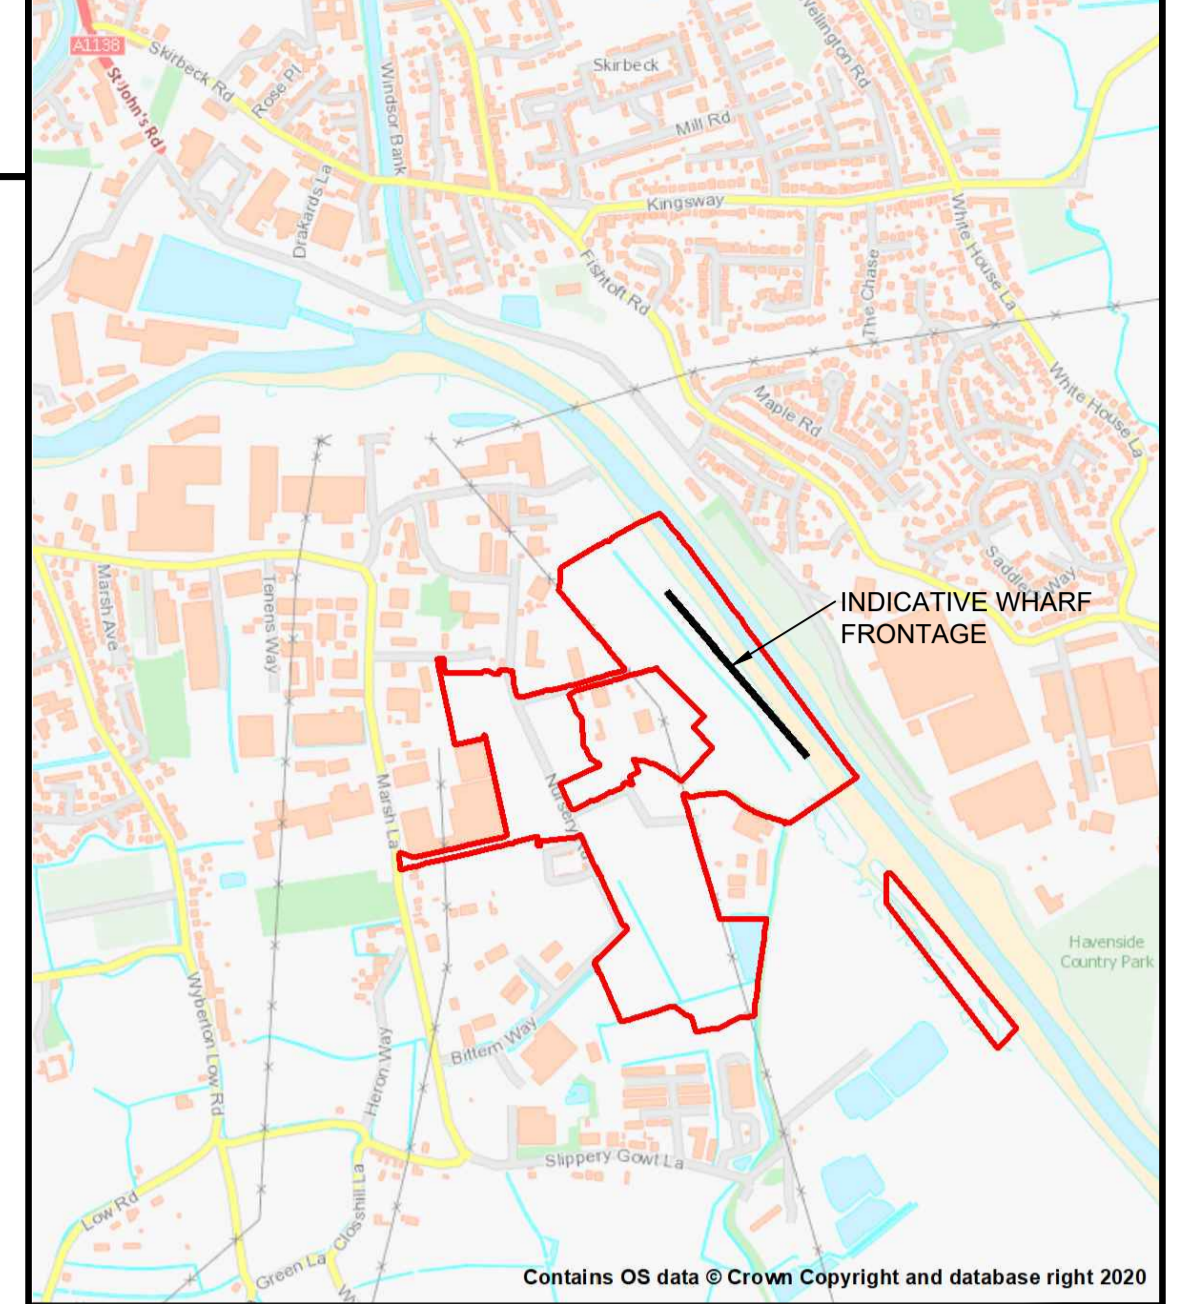 A1138
Skirbeck Rd
St John's Rd
Rose Pl
Windsor Bank
Skirbeck
Wellington Rd
Mill Rd
Drakards La
Kingsway
Fishtoft Rd
The Chase
White House La
Maple Rd
White House La
Marsh Ave
Tenens Way
Saddlers Way
INDICATIVE WHARF
FRONTAGE
Marsh La
Nursery Rd
Havenside
Country Park
Wyberton Low Rd
Heron Way
Bittern Way
Slippery Gowt La
Low Rd
Closshill La
Green La
Contains OS data © Crown Copyright and database right 2020